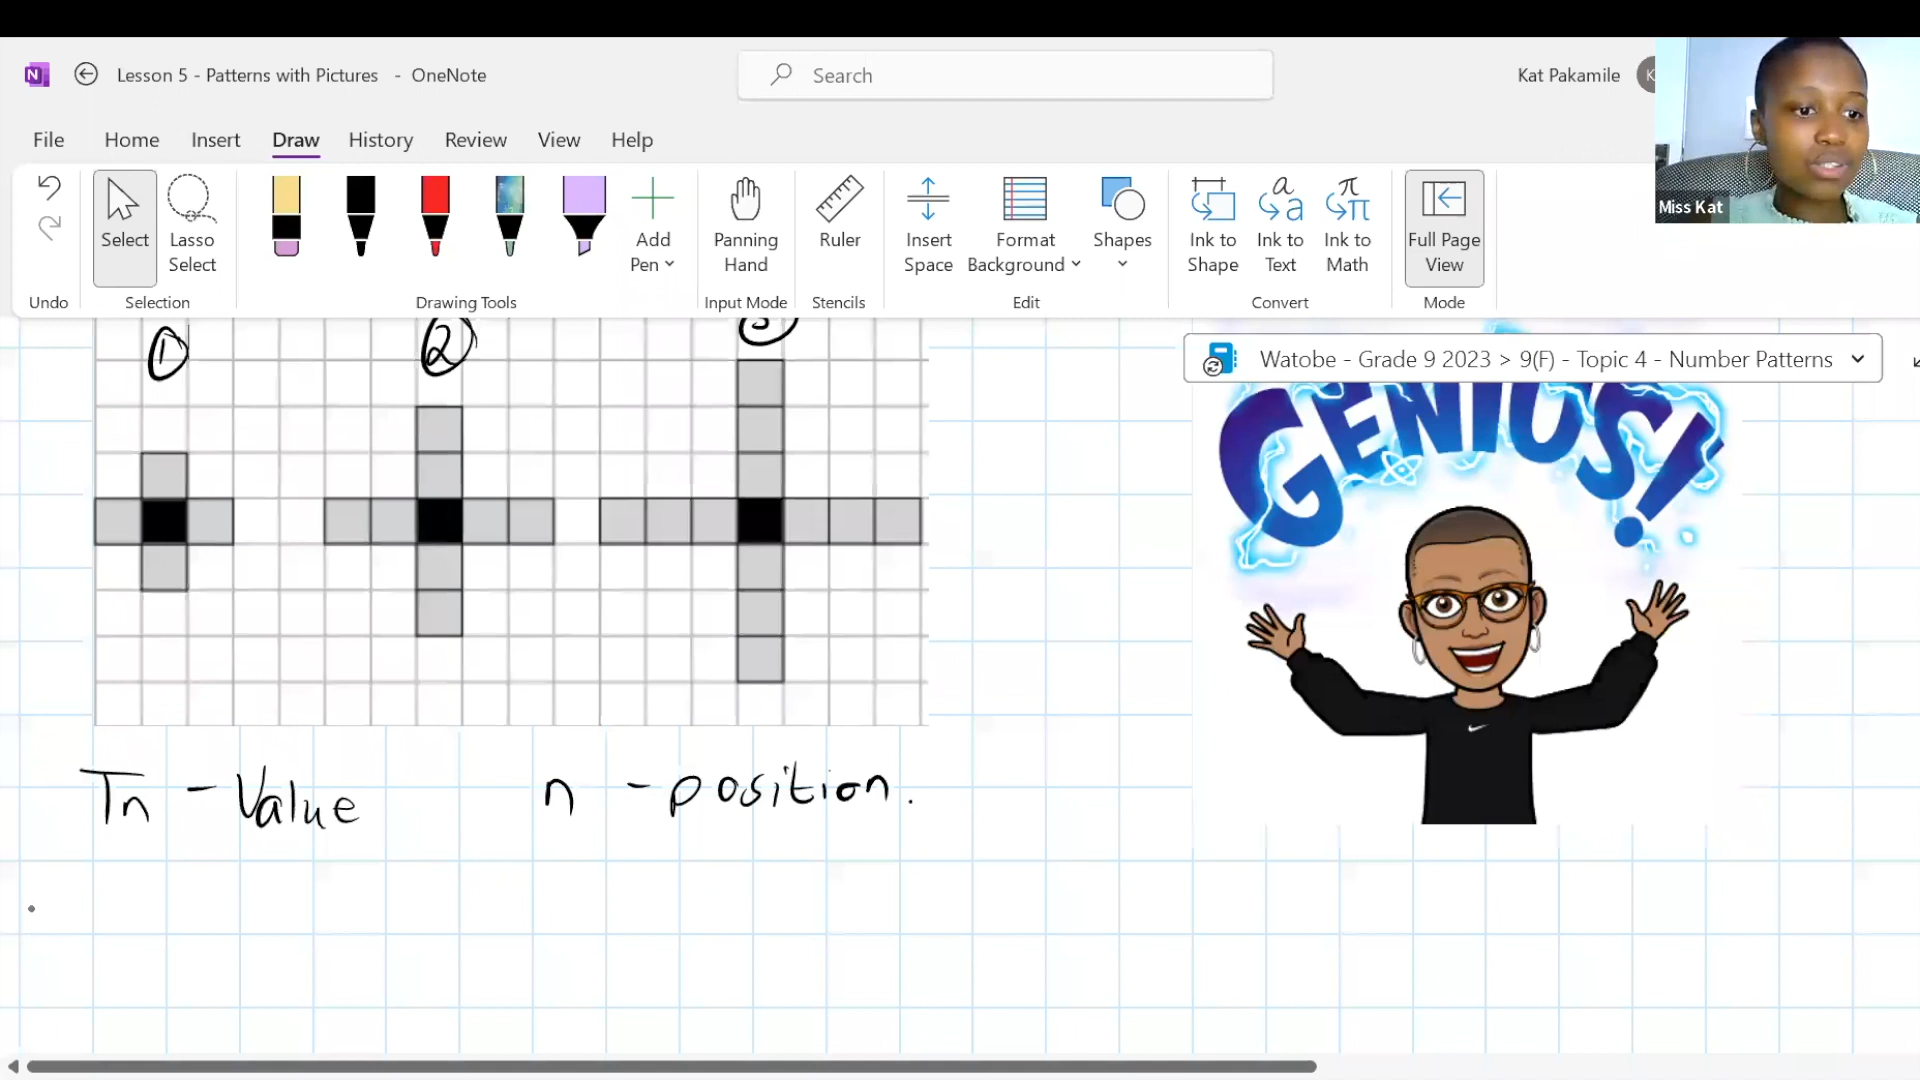 Lesson 5 - Patterns with Pictures - OneNote
Search
Kat Pakamile
K
File Home Insert Draw History Review View Help
Select
Lasso Select
Add Pen
Panning Hand
Ruler
Insert Space
Format Background
Shapes
Ink to Shape
a a
Ink to Text
π π
Ink to Math
Full Page View
Miss Kat
Undo Selection Drawing Tools Input Mode Stencils Edit Convert Mode
1 2 3
Watobe - Grade 9 2023 > 9(F) - Topic 4 - Number Patterns
GENIUS!
Tn - Value n - position.